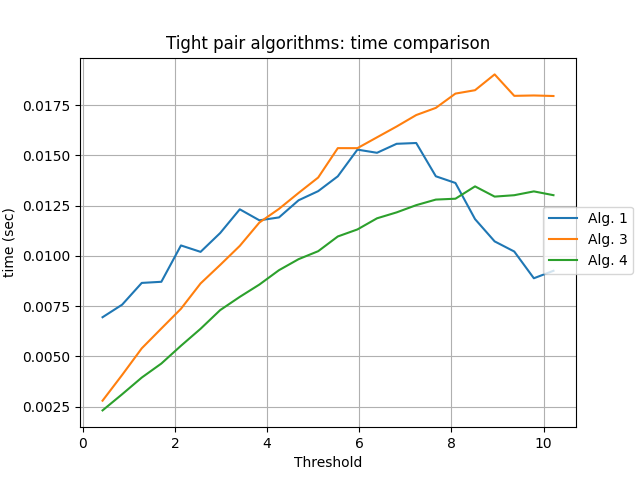 Tight pair algorithms: time comparison
0.0175
0.0150
0.0125
0.0100
0.0075
0.0050
0.0025
time (sec)
0 2 4 6 8 10
Threshold
Alg. 1
Alg. 3
Alg. 4